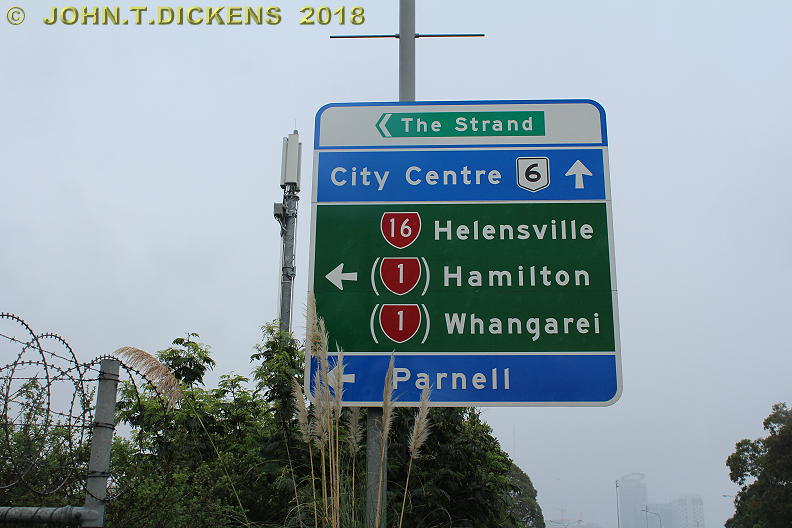 © JOHN.T.DICKENS 2018
The Strand
City Centre 6
16 Helensville
(1) Hamilton
(1) Whangarei
Parnell